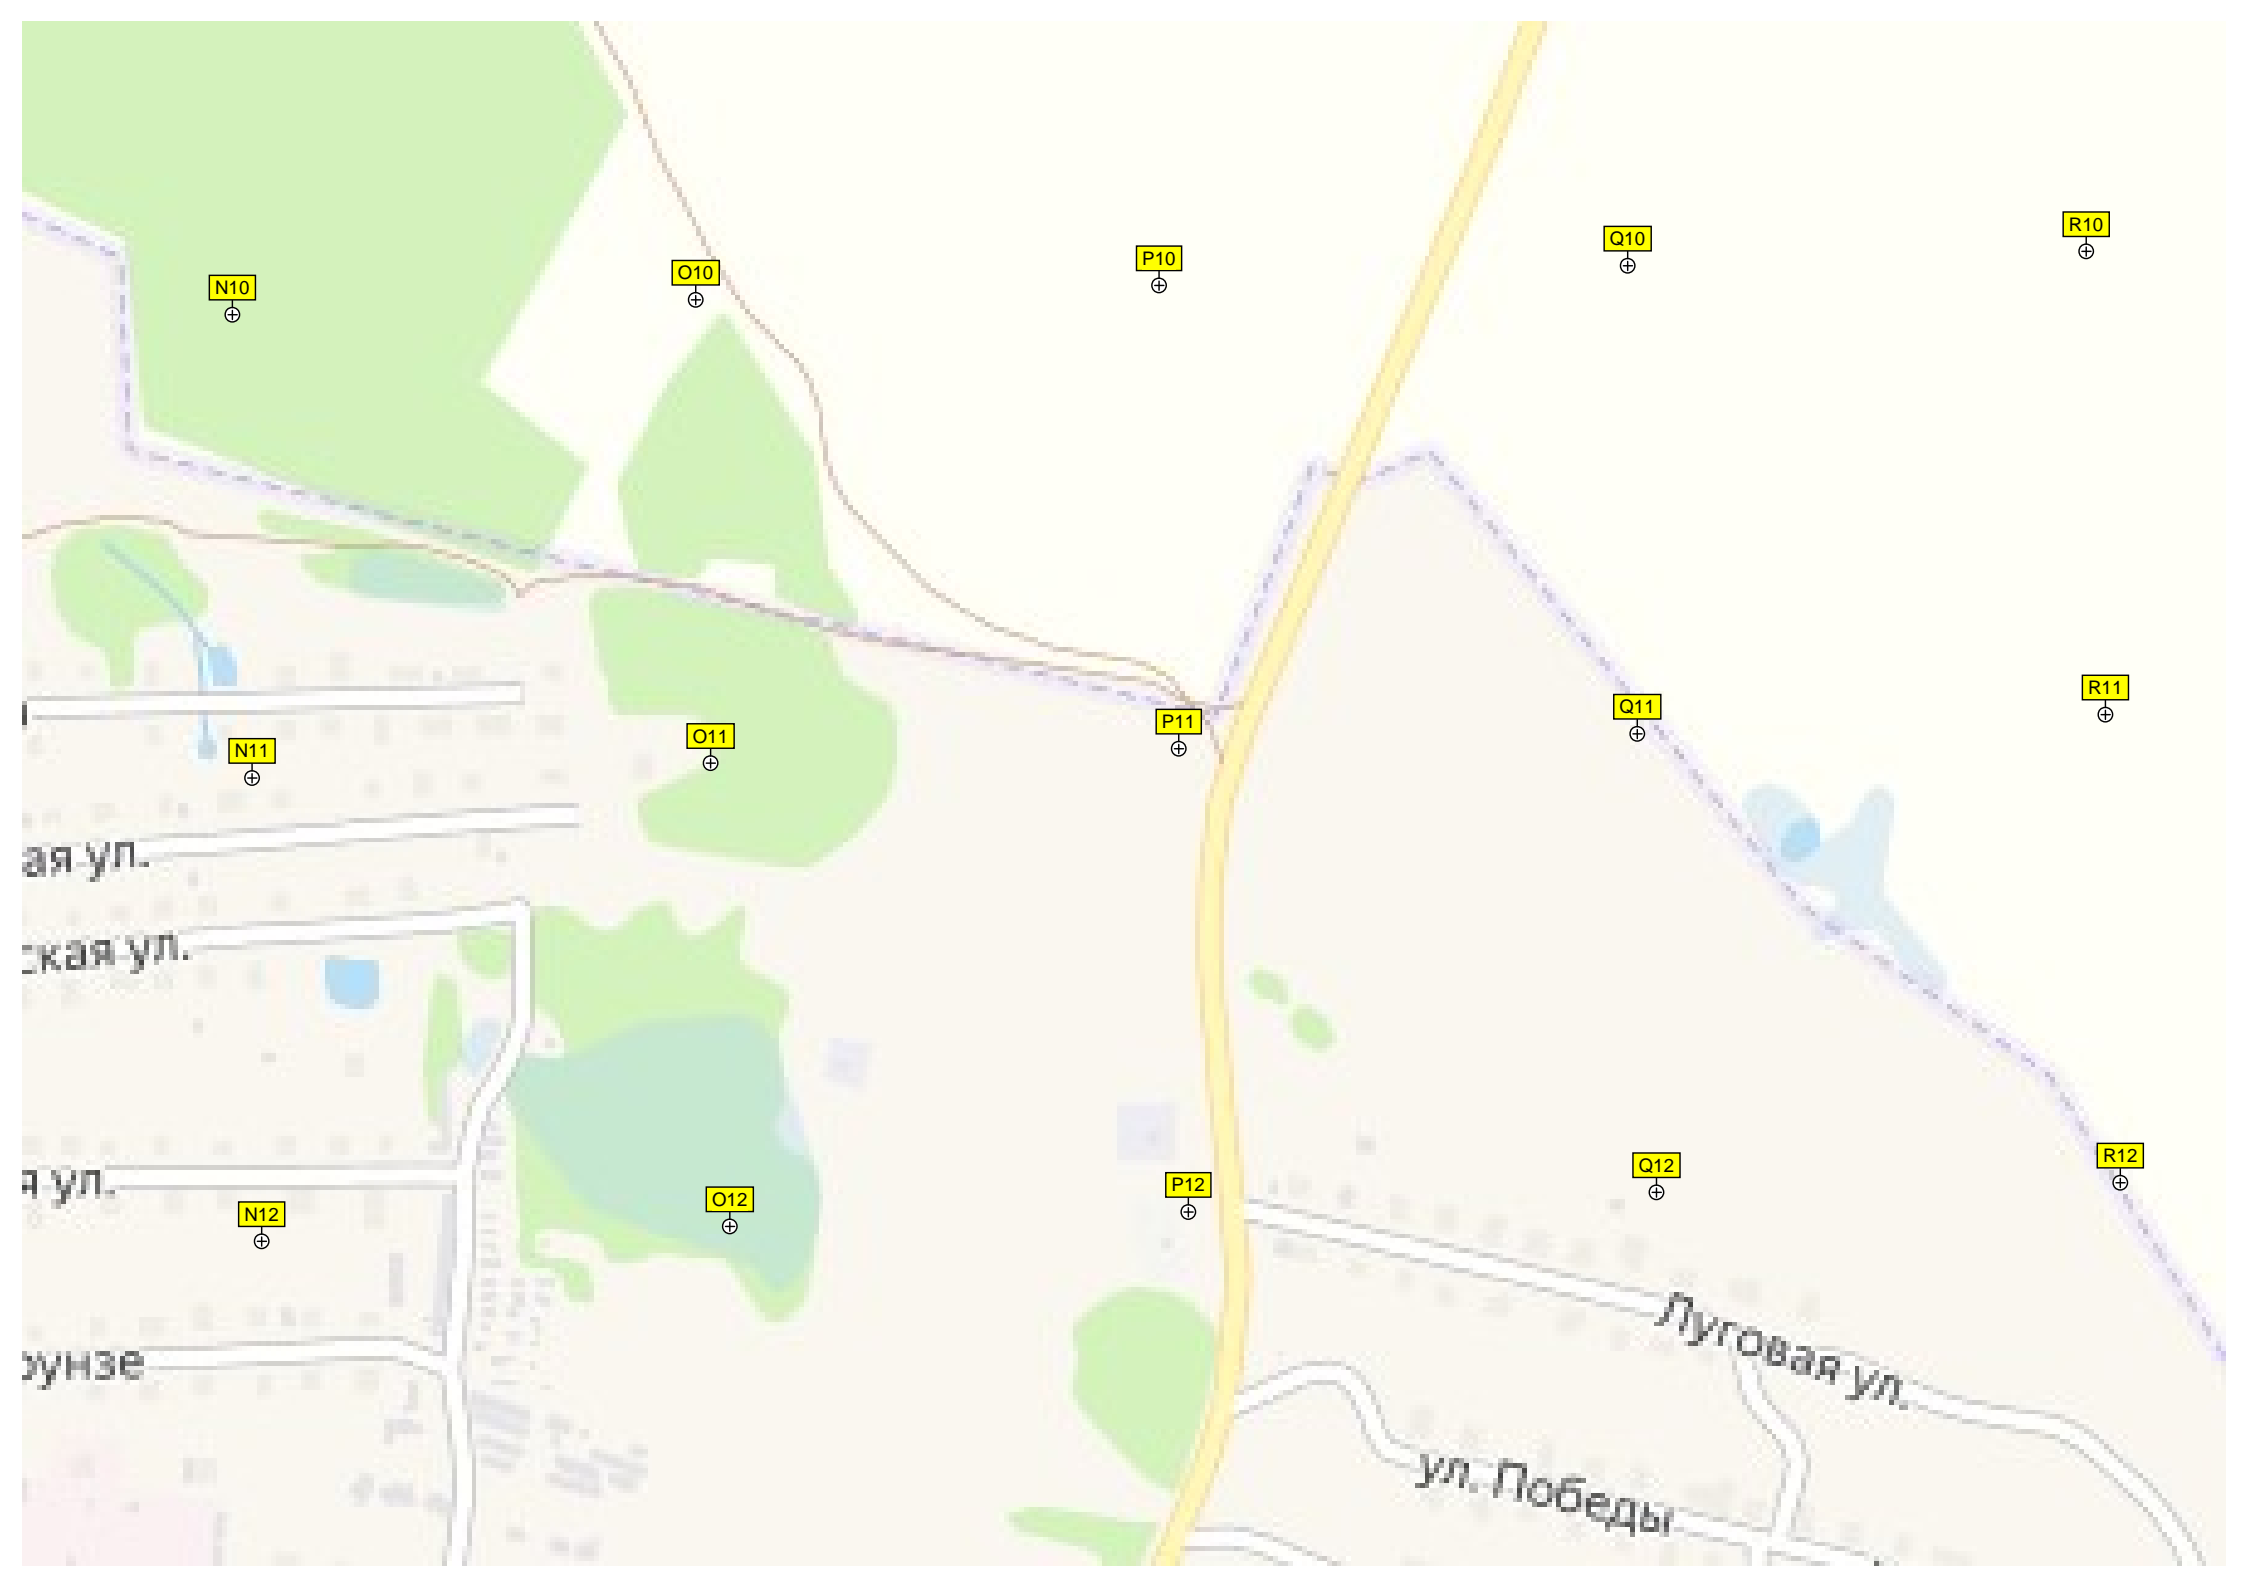 R10
Q10
P10
O10
N10
R11
Q11
P11
O11
N11
ая ул.
ская ул.
R12
Q12
P12
я ул.
O12
N12
Луговая ул.
рунзе
ул. Победы